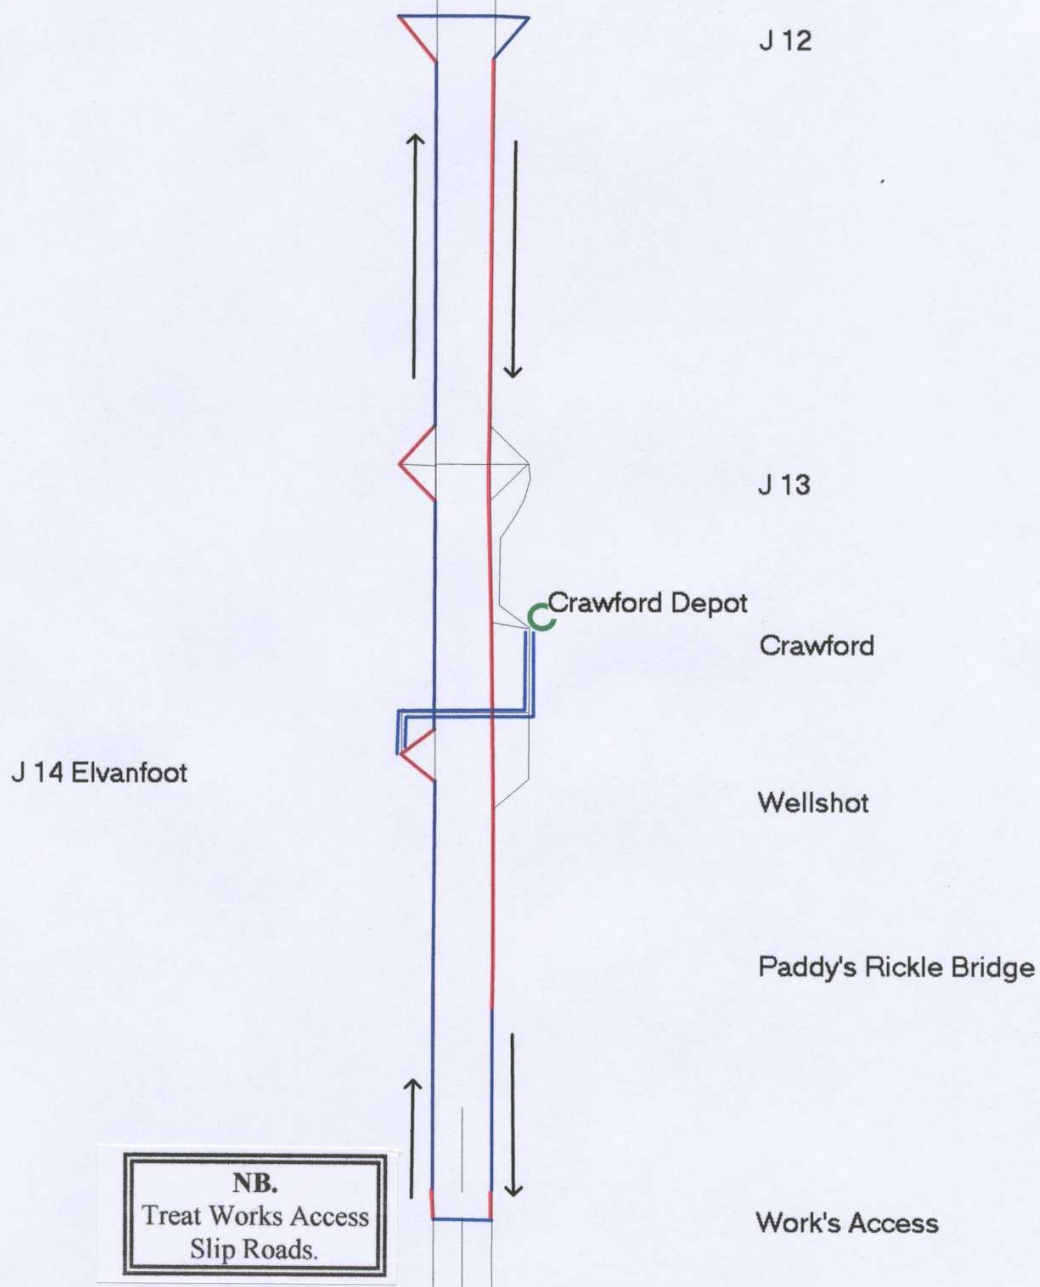 J 12
J 13
Crawford Depot
Crawford
J 14 Elvanfoot
Wellshot
Paddy's Rickle Bridge
NB.
Treat Works Access
Slip Roads.
Work's Access